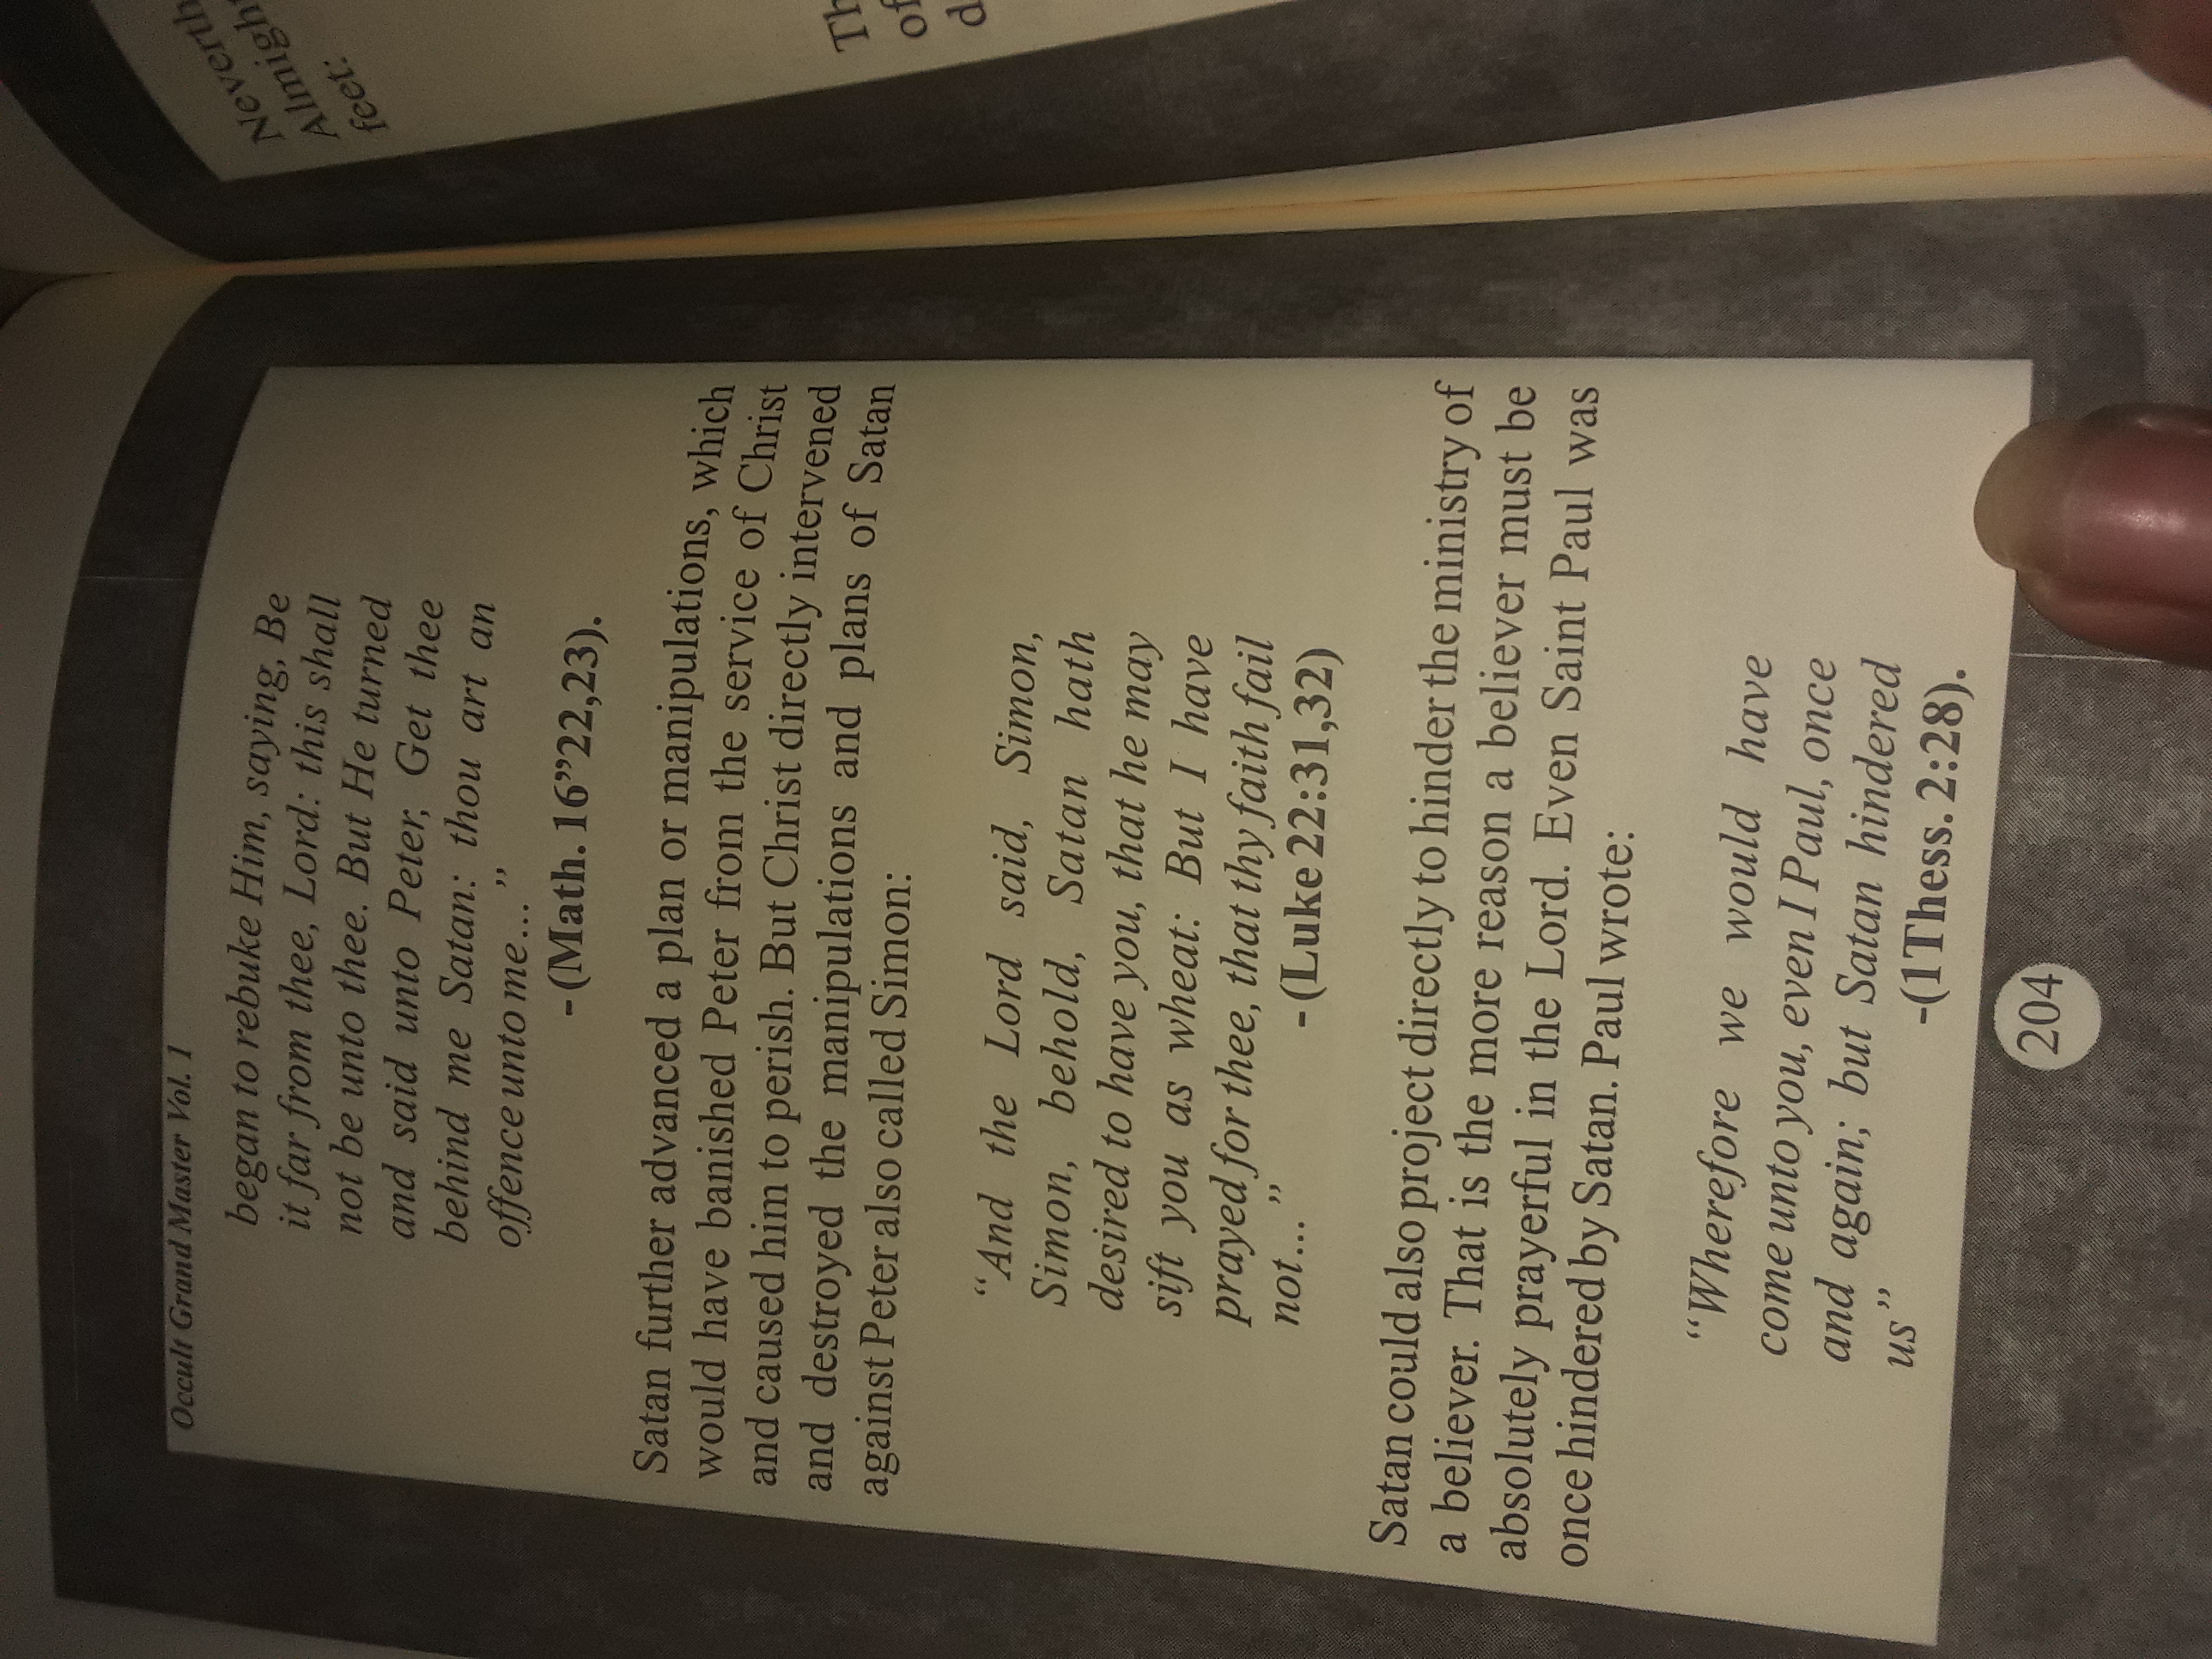 Occult Grand Master Vol. 1
began to rebuke Him, saying, Be
it far from thee, Lord: this shall
not be unto thee. But He turned
and said unto Peter, Get thee
behind me Satan: thou art an
offence unto me... ”
- (Math. 16”22,23).
Satan further advanced a plan or manipulations, which
would have banished Peter from the service of Christ
and caused him to perish. But Christ directly intervened
and destroyed the manipulations and plans of Satan
against Peter also called Simon:
“And the Lord said, Simon,
Simon, behold, Satan hath
desired to have you, that he may
sift you as wheat: But I have
prayed for thee, that thy faith fail
not... ”
- (Luke 22:31,32)
Satan could also project directly to hinder the ministry of
a believer. That is the more reason a believer must be
absolutely prayerful in the Lord. Even Saint Paul was
once hindered by Satan. Paul wrote:
“Wherefore we would have
come unto you, even I Paul, once
and again; but Satan hindered
us”
-(1Thess. 2:28).
204
feet:
Th
of
d